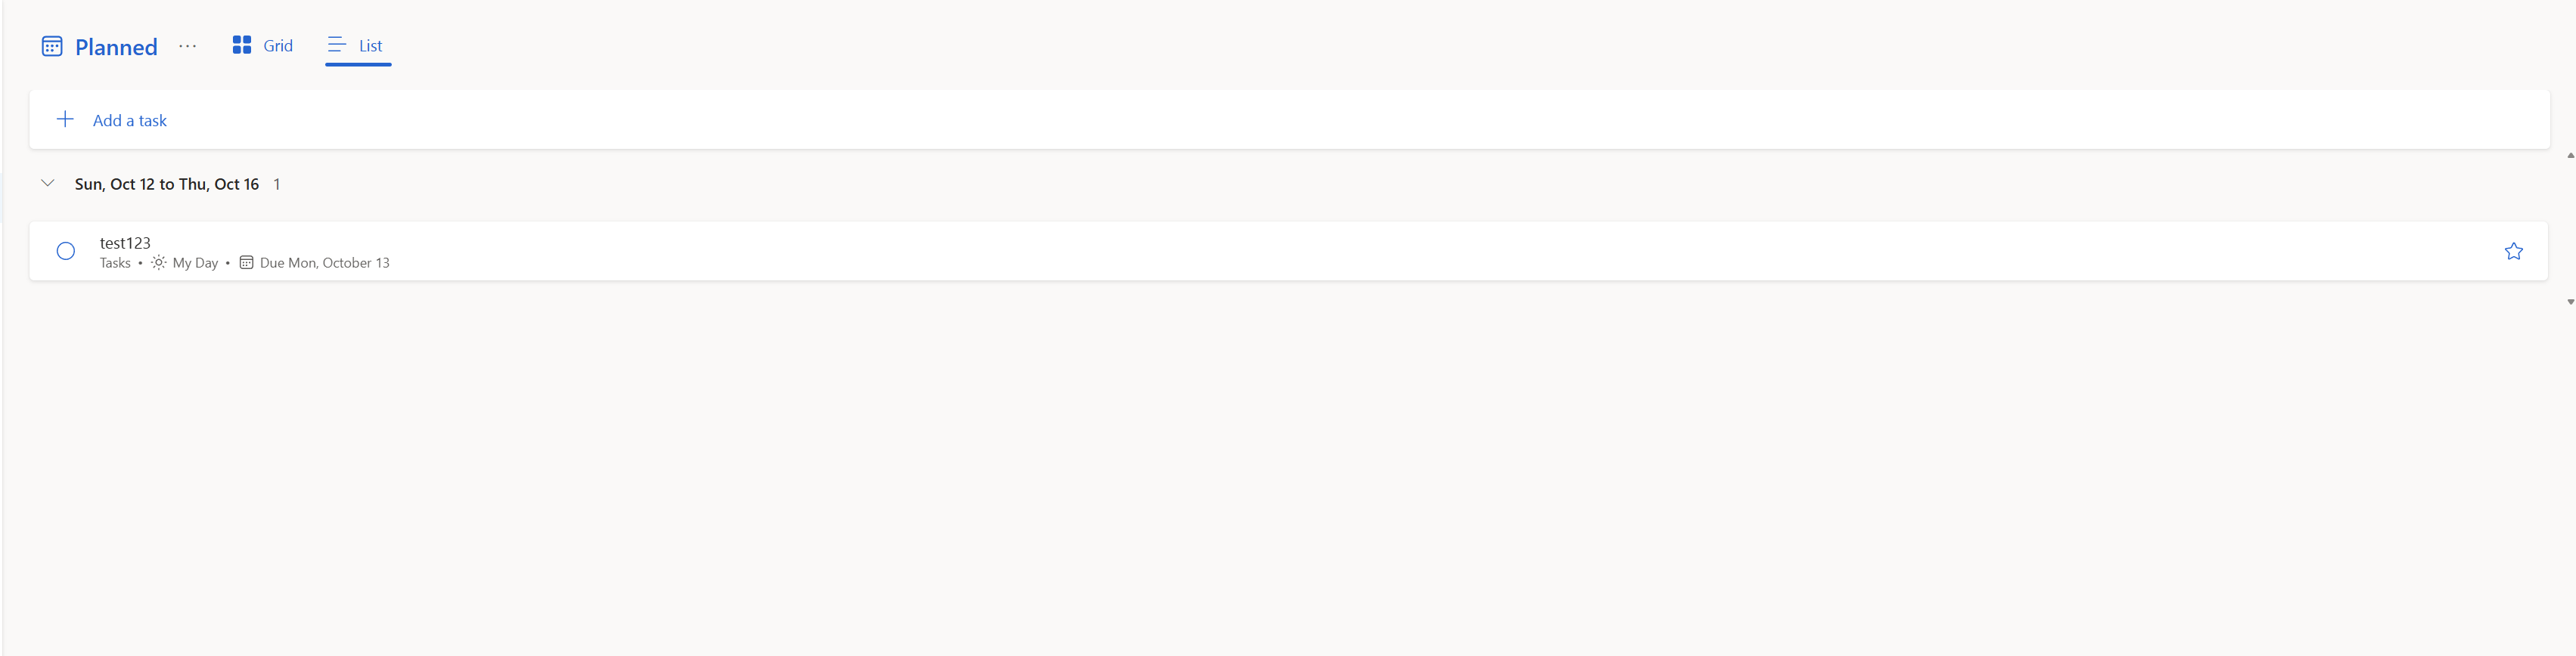 Planned ··· Grid List
Add a task
Sun, Oct 12 to Thu, Oct 16 1
test123
Tasks • My Day • Due Mon, October 13